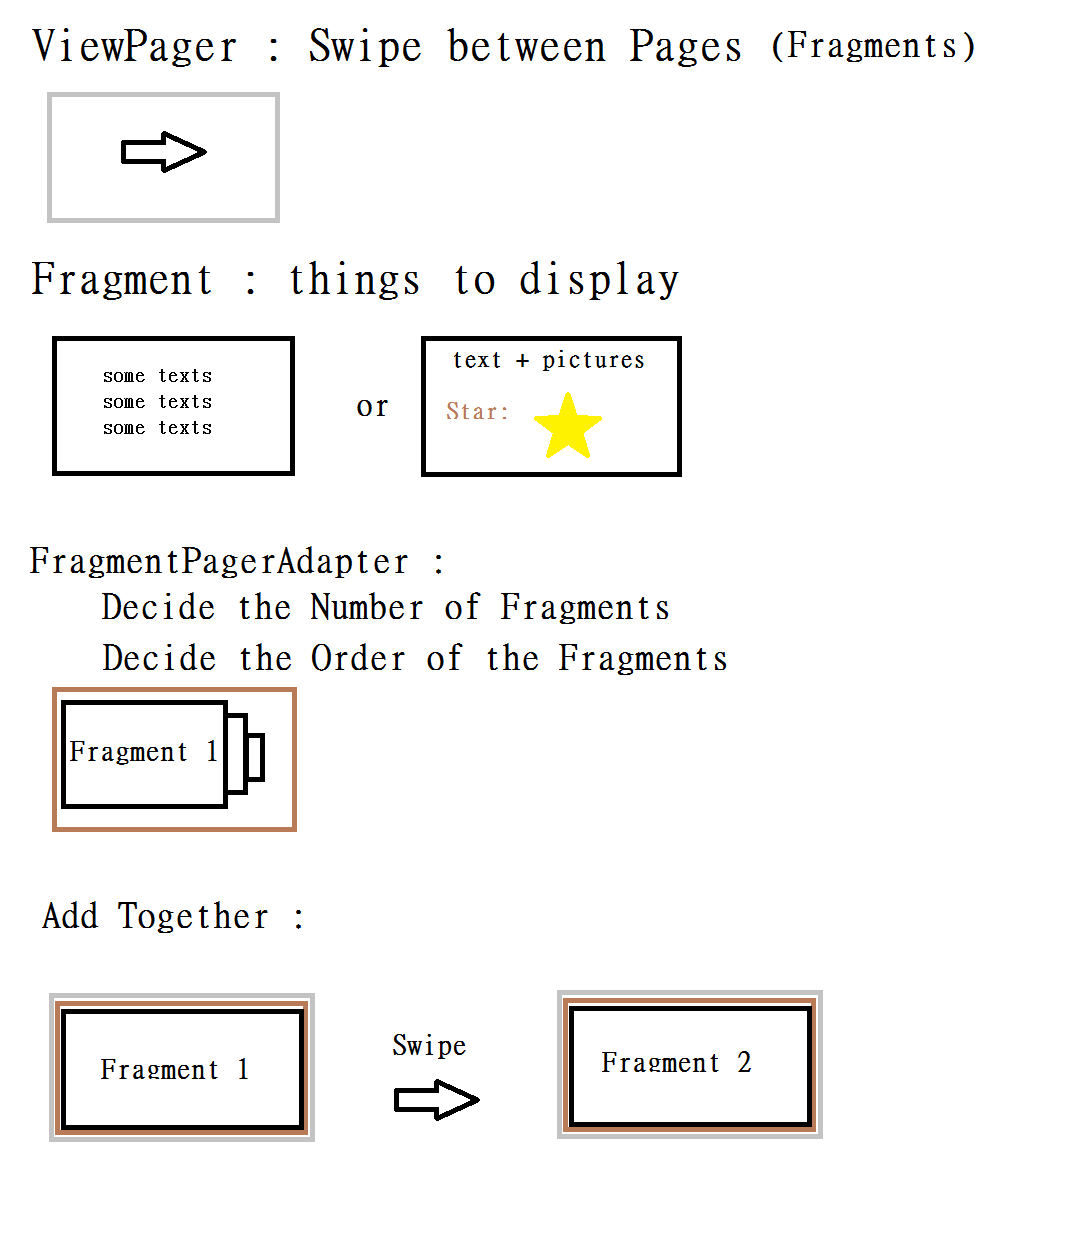 ViewPager : Swipe between Pages (Fragments)
Fragment : things to display
some texts
some texts
some texts
or
text + pictures
Star:
FragmentPagerAdapter :
Decide the Number of Fragments
Decide the Order of the Fragments
Fragment 1
Add Together :
Fragment 1
Swipe
Fragment 2